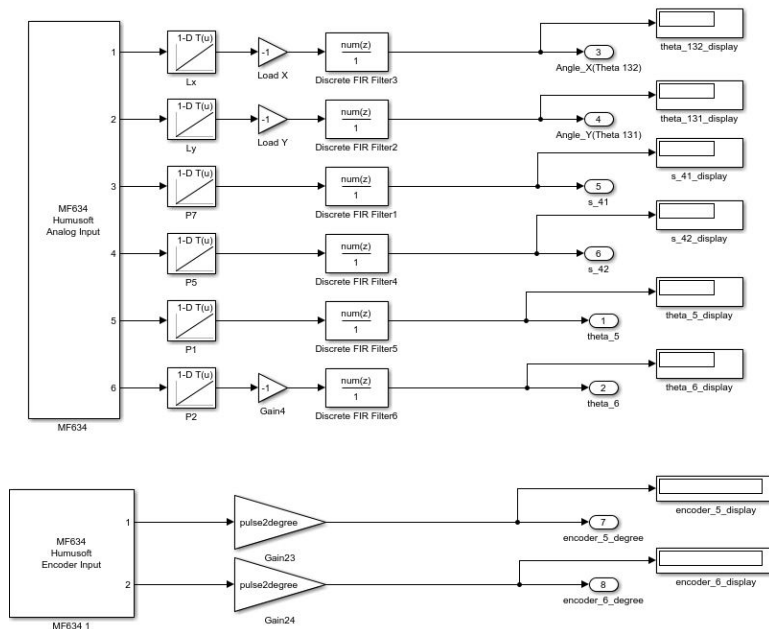 1-D T(u)
-1
num(z)
1
1
3
theta_132_display
Lx
Load X
Discrete FIR Filter3
Angle_X(Theta 132)
1-D T(u)
-1
num(z)
1
2
4
theta_131_display
Ly
Load Y
Discrete FIR Filter2
Angle_Y(Theta 131)
1-D T(u)
num(z)
1
3
5
s_41_display
P7
Discrete FIR Filter1
s_41
MF634
Humusoft
Analog Input
1-D T(u)
num(z)
1
4
6
s_42_display
P5
Discrete FIR Filter4
s_42
1-D T(u)
num(z)
1
5
1
theta_5_display
P1
Discrete FIR Filter5
theta_5
1-D T(u)
-1
num(z)
1
6
2
theta_6_display
P2
Gain4
Discrete FIR Filter6
theta_6
MF634
MF634
Humusoft
Encoder Input
1
pulse2degree
7
encoder_5_display
Gain23
encoder_5_degree
2
pulse2degree
8
encoder_6_display
Gain24
encoder_6_degree
MF634 1